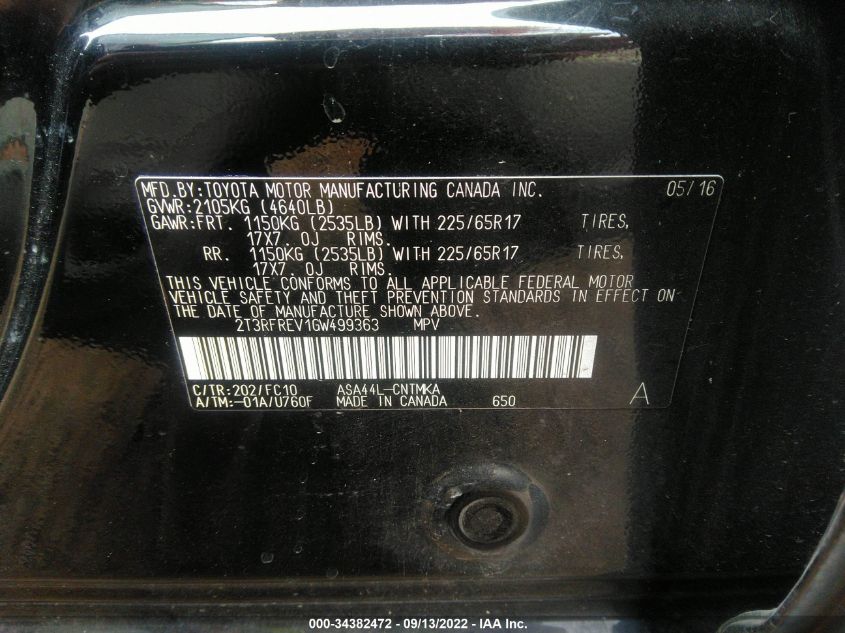 MFD.BY:TOYOTA MOTOR MANUFACTURING CANADA INC. 05/16
GVWR:2105KG (4640LB)
GAWR:FRT. 1150KG (2535LB) WITH 225/65R17 TIRES,
17X7.0J RIMS.
RR. 1150KG (2535LB) WITH 225/65R17 TIRES,
17X7.0J RIMS.
THIS VEHICLE CONFORMS TO ALL APPLICABLE FEDERAL MOTOR
VEHICLE SAFETY AND THEFT PREVENTION STANDARDS IN EFFECT ON
THE DATE OF MANUFACTURE SHOWN ABOVE.
2T3RFREV1GW499363 MPV
C/TR:202/FC10 ASA44L-CNTMKA
A/TM:-01A/U760F MADE IN CANADA 650 A
000-34382472 - 09/13/2022 - IAA Inc.